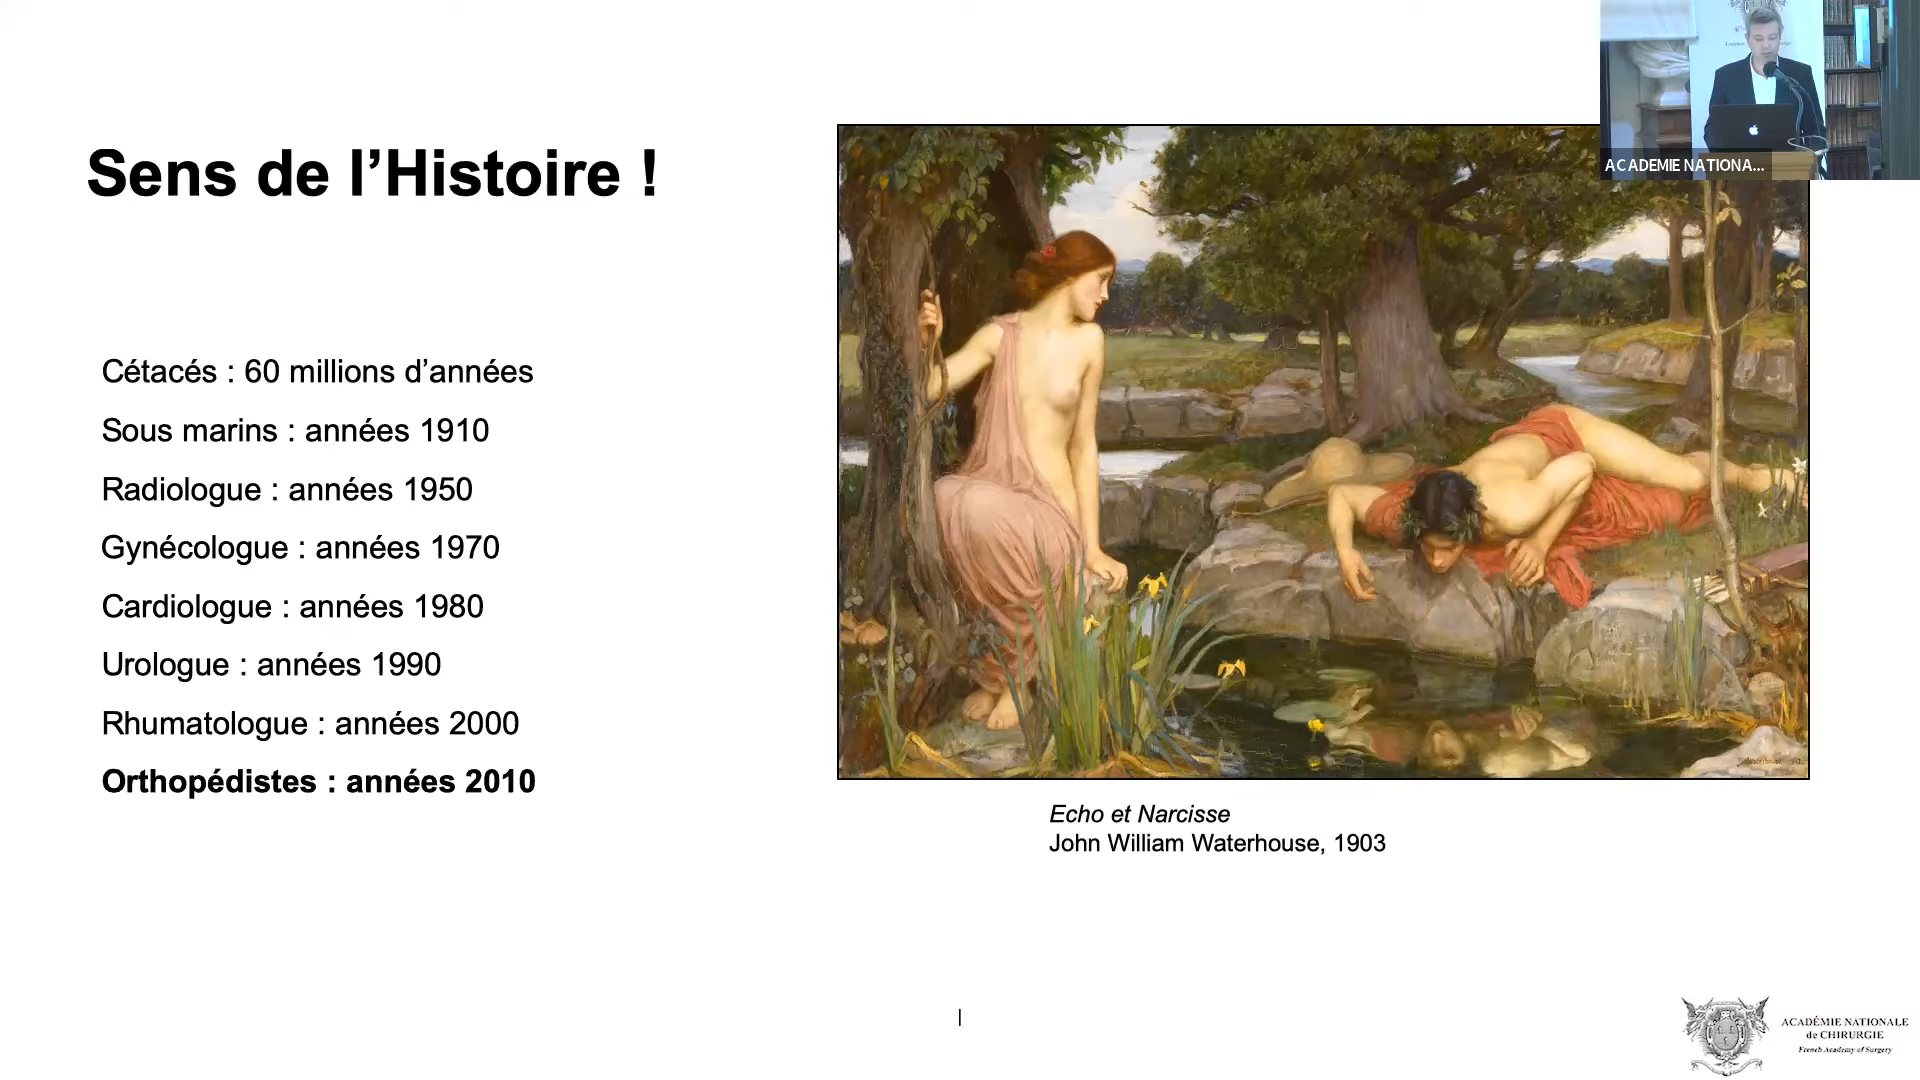 Sens de l’Histoire !
Cétacés : 60 millions d’années
Sous marins : années 1910
Radiologue : années 1950
Gynécologue : années 1970
Cardiologue : années 1980
Urologue : années 1990
Rhumatologue : années 2000
Orthopédistes : années 2010
ACADEMIE NATIONA...
Echo et Narcisse
John William Waterhouse, 1903
ACADÉMIE NATIONALE
de CHIRURGIE
French Academy of Surgery